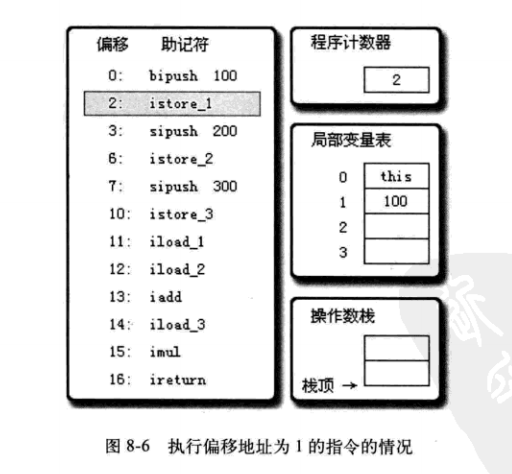 偏移 助记符
0: bipush 100
2: istore_1
3: sipush 200
6: istore_2
7: sipush 300
10: istore_3
11: iload_1
12: iload_2
13: iadd
14: iload_3
15: imul
16: ireturn
程序计数器
2
局部变量表
0 this
1 100
2
3
操作数栈
栈顶 →
图 8-6 执行偏移地址为 1 的指令的情况